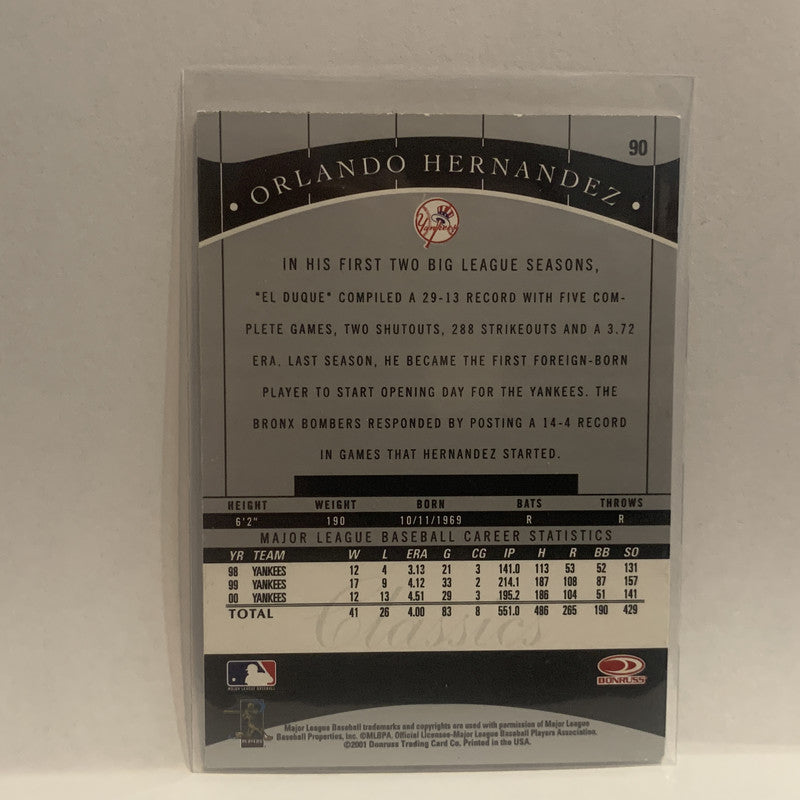 90
• ORLANDO HERNANDEZ •
Yankees
IN HIS FIRST TWO BIG LEAGUE SEASONS,
"EL DUQUE" COMPILED A 29-13 RECORD WITH FIVE COM-
PLETE GAMES, TWO SHUTOUTS, 288 STRIKEOUTS AND A 3.72
ERA. LAST SEASON, HE BECAME THE FIRST FOREIGN-BORN
PLAYER TO START OPENING DAY FOR THE YANKEES. THE
BRONX BOMBERS RESPONDED BY POSTING A 14-4 RECORD
IN GAMES THAT HERNANDEZ STARTED.
HEIGHT WEIGHT BORN BATS THROWS
6'2" 190 10/11/1969 R R
MAJOR LEAGUE BASEBALL CAREER STATISTICS
YR TEAM W L ERA G CG IP H R BB SO
98 YANKEES 12 4 3.13 21 3 141.0 113 53 52 131
99 YANKEES 17 9 4.12 33 2 214.1 187 108 87 157
00 YANKEES 12 13 4.51 29 3 195.2 186 104 51 141
TOTAL 41 26 4.00 83 8 551.0 486 265 190 429
Classics
MAJOR LEAGUE BASEBALL
DONRUSS
PLAYERS
Major League Baseball trademarks and copyrights are used with permission of Major League
Baseball Properties, Inc. ©MLBPA. Official Licensee-Major League Baseball Players Association.
©2001 Donruss Trading Card Co. Printed in the USA.